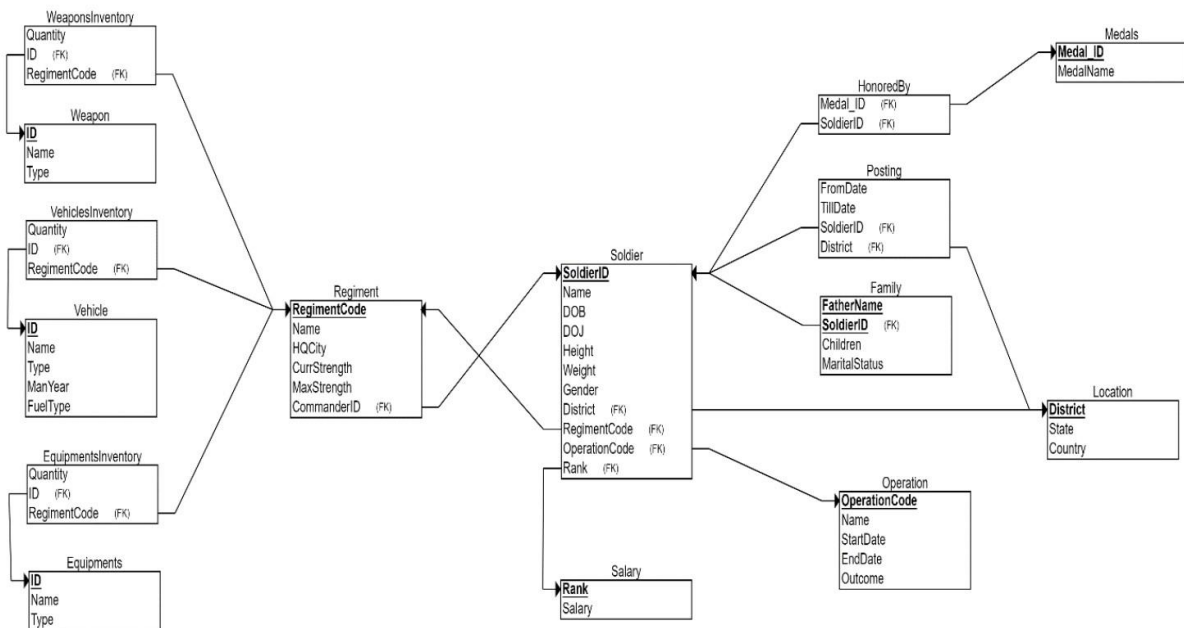 WeaponsInventory
Quantity
ID (FK)
RegimentCode (FK)
Weapon
ID
Name
Type
VehiclesInventory
Quantity
ID (FK)
RegimentCode (FK)
Vehicle
ID
Name
Type
ManYear
FuelType
EquipmentsInventory
Quantity
ID (FK)
RegimentCode (FK)
Equipments
ID
Name
Type
Regiment
RegimentCode
Name
HQCity
CurrStrength
MaxStrength
CommanderID (FK)
Soldier
SoldierID
Name
DOB
DOJ
Height
Weight
Gender
District (FK)
RegimentCode (FK)
OperationCode (FK)
Rank (FK)
Salary
Rank
Salary
HonoredBy
Medal_ID (FK)
SoldierID (FK)
Posting
FromDate
TillDate
SoldierID (FK)
District (FK)
Family
FatherName
SoldierID (FK)
Children
MaritalStatus
Operation
OperationCode
Name
StartDate
EndDate
Outcome
Medals
Medal_ID
MedalName
Location
District
State
Country